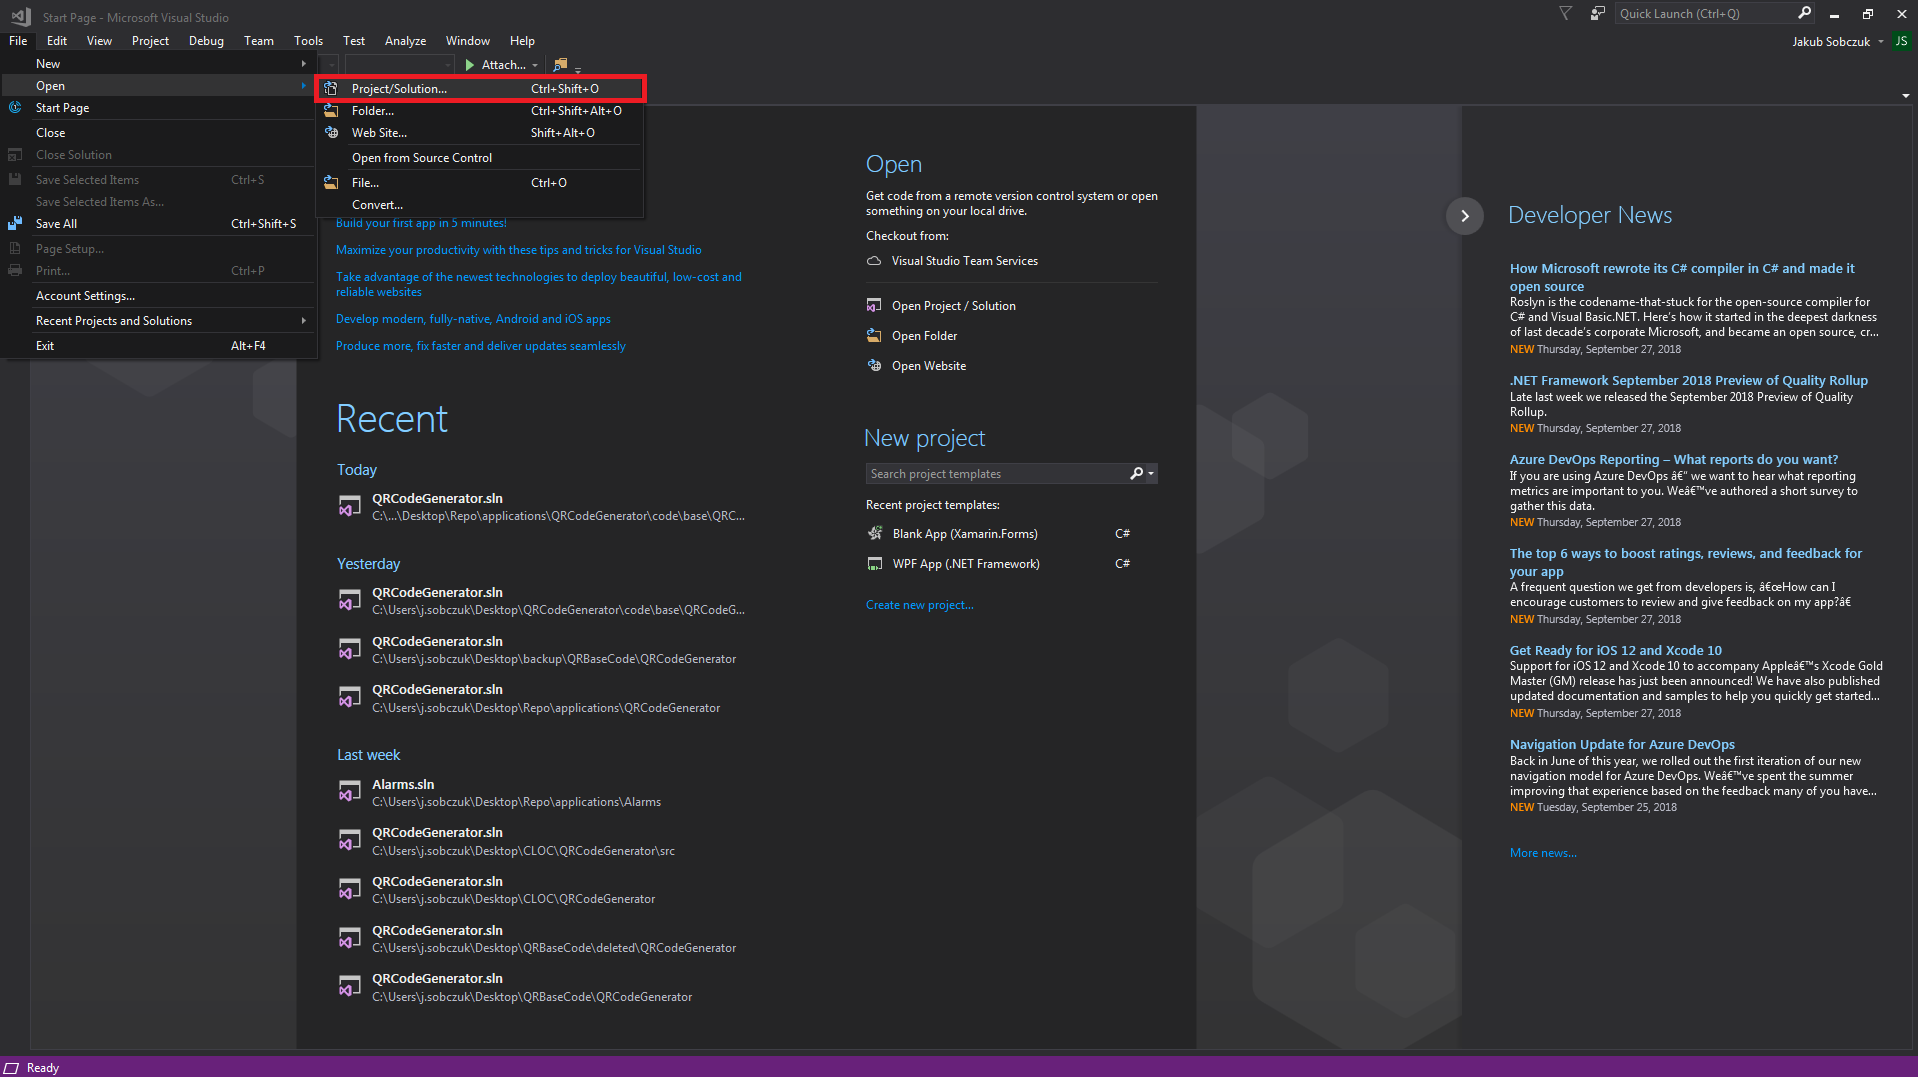 Start Page - Microsoft Visual Studio
Quick Launch (Ctrl+Q)
File Edit View Project Debug Team Tools Test Analyze Window Help
Jakub Sobczuk JS
Attach...
New
Open
Start Page
Close
Close Solution
Save Selected Items Ctrl+S
Save Selected Items As...
Save All Ctrl+Shift+S
Page Setup...
Print... Ctrl+P
Account Settings...
Recent Projects and Solutions
Exit Alt+F4
Project/Solution... Ctrl+Shift+O
Folder... Ctrl+Shift+Alt+O
Web Site... Shift+Alt+O
Open from Source Control
File... Ctrl+O
Convert...
Build your first app in 5 minutes!
Maximize your productivity with these tips and tricks for Visual Studio
Take advantage of the newest technologies to deploy beautiful, low-cost and
reliable websites
Develop modern, fully-native, Android and iOS apps
Produce more, fix faster and deliver updates seamlessly
Recent
Today
QRCodeGenerator.sln
C:\...\Desktop\Repo\applications\QRCodeGenerator\code\base\QRC...
Yesterday
QRCodeGenerator.sln
C:\Users\j.sobczuk\Desktop\QRCodeGenerator\code\base\QRCodeG...
QRCodeGenerator.sln
C:\Users\j.sobczuk\Desktop\backup\QRBaseCode\QRCodeGenerator
QRCodeGenerator.sln
C:\Users\j.sobczuk\Desktop\Repo\applications\QRCodeGenerator
Last week
Alarms.sln
C:\Users\j.sobczuk\Desktop\Repo\applications\Alarms
QRCodeGenerator.sln
C:\Users\j.sobczuk\Desktop\CLOC\QRCodeGenerator\src
QRCodeGenerator.sln
C:\Users\j.sobczuk\Desktop\CLOC\QRCodeGenerator
QRCodeGenerator.sln
C:\Users\j.sobczuk\Desktop\QRBaseCode\deleted\QRCodeGenerator
QRCodeGenerator.sln
C:\Users\j.sobczuk\Desktop\QRBaseCode\QRCodeGenerator
Open
Get code from a remote version control system or open
something on your local drive.
Checkout from:
Visual Studio Team Services
Open Project / Solution
Open Folder
Open Website
New project
Search project templates
Recent project templates:
Blank App (Xamarin.Forms) C#
WPF App (.NET Framework) C#
Create new project...
Developer News
How Microsoft rewrote its C# compiler in C# and made it
open source
Roslyn is the codename-that-stuck for the open-source compiler for
C# and Visual Basic.NET. Here's how it started in the deepest darkness
of last decade's corporate Microsoft, and became an open source, cr...
NEW Thursday, September 27, 2018
.NET Framework September 2018 Preview of Quality Rollup
Late last week we released the September 2018 Preview of Quality
Rollup.
NEW Thursday, September 27, 2018
Azure DevOps Reporting – What reports do you want?
If you are using Azure DevOps â€“ we want to hear what reporting
metrics are important to you. Weâ€™ve authored a short survey to
gather this data.
NEW Thursday, September 27, 2018
The top 6 ways to boost ratings, reviews, and feedback for
your app
A frequent question we get from developers is, â€œHow can I
encourage customers to review and give feedback on my app?â€
NEW Thursday, September 27, 2018
Get Ready for iOS 12 and Xcode 10
Support for iOS 12 and Xcode 10 to accompany Appleâ€™s Xcode Gold
Master (GM) release has just been announced! We have also published
updated documentation and samples to help you quickly get started...
NEW Thursday, September 27, 2018
Navigation Update for Azure DevOps
Back in June of this year, we rolled out the first iteration of our new
navigation model for Azure DevOps. Weâ€™ve spent the summer
improving that experience based on the feedback many of you have...
NEW Tuesday, September 25, 2018
More news...
Ready